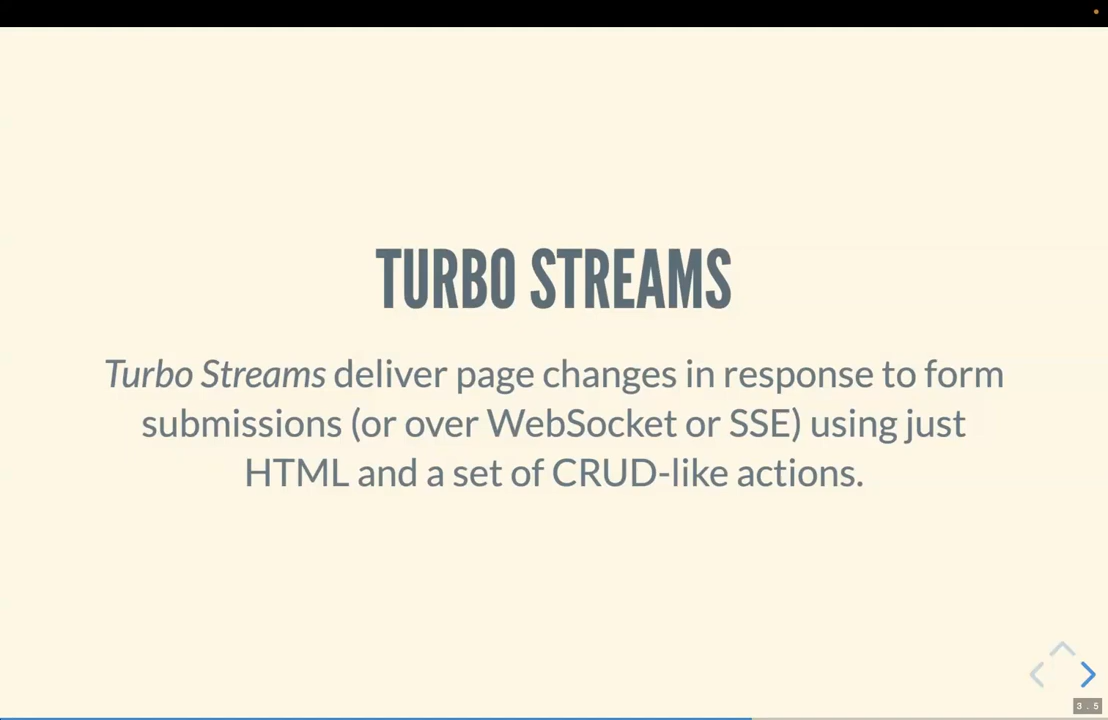 TURBO STREAMS
Turbo Streams deliver page changes in response to form
submissions (or over WebSocket or SSE) using just
HTML and a set of CRUD-like actions.
3 . 5